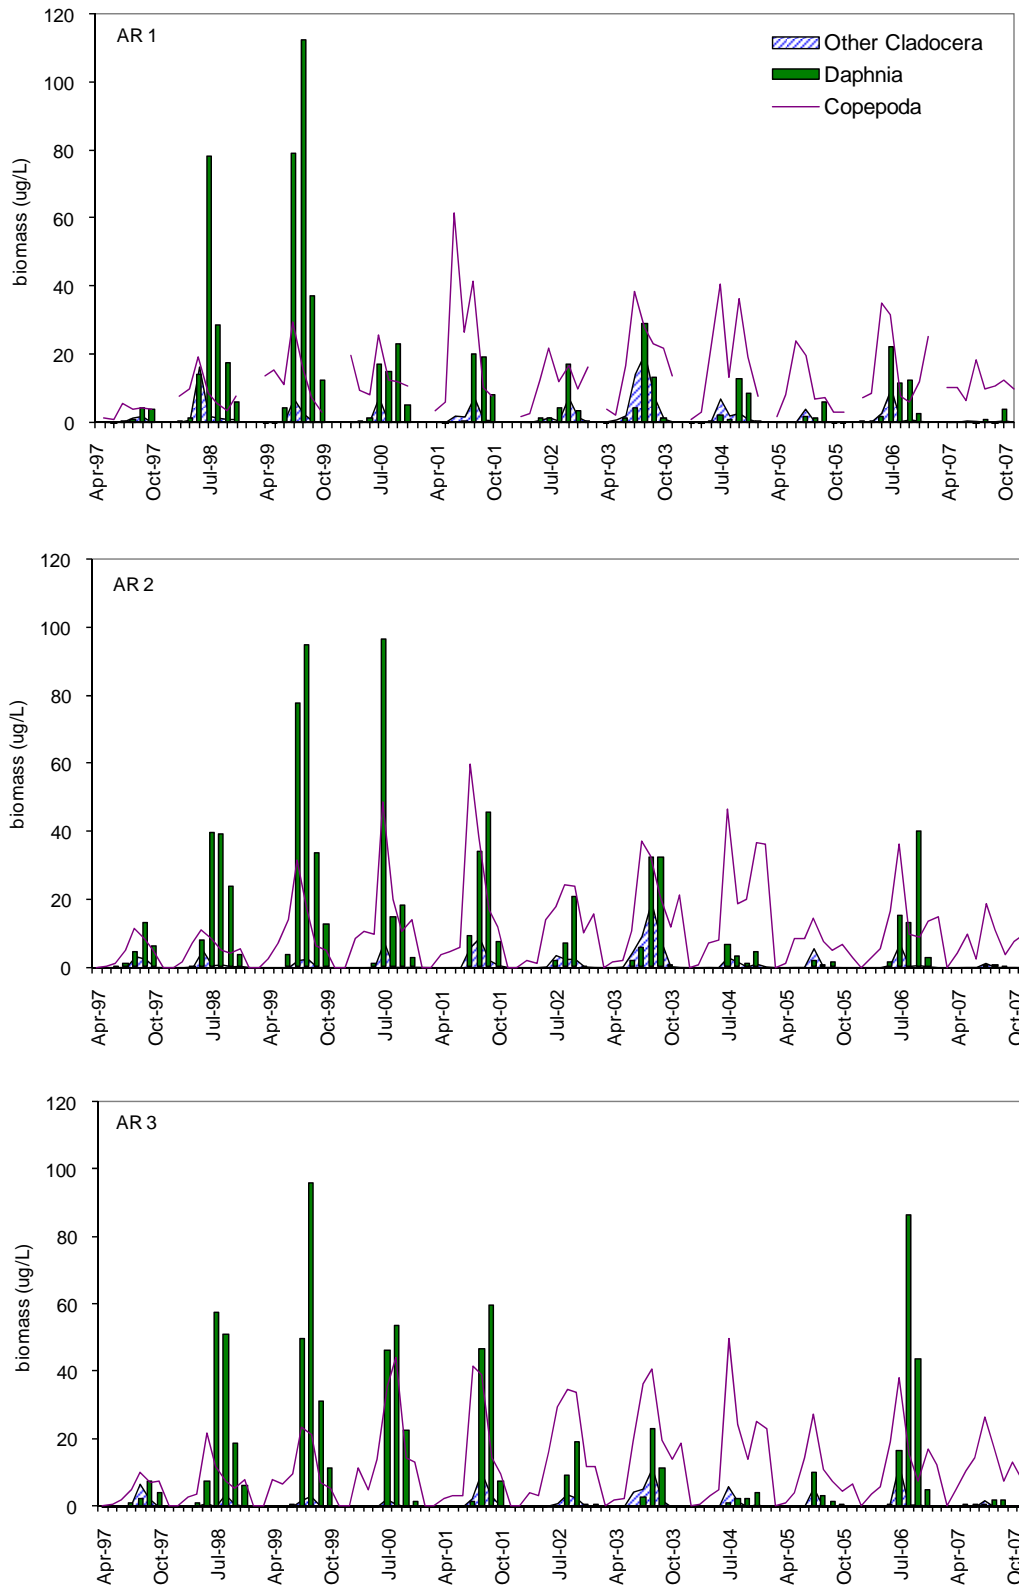 AR 1
Other Cladocera
Daphnia
Copepoda
biomass (ug/L)
120
100
80
60
40
20
0
Apr-97
Oct-97
Jul-98
Apr-99
Oct-99
Jul-00
Apr-01
Oct-01
Jul-02
Apr-03
Oct-03
Jul-04
Apr-05
Oct-05
Jul-06
Apr-07
Oct-07
AR 2
biomass (ug/L)
120
100
80
60
40
20
0
Apr-97
Oct-97
Jul-98
Apr-99
Oct-99
Jul-00
Apr-01
Oct-01
Jul-02
Apr-03
Oct-03
Jul-04
Apr-05
Oct-05
Jul-06
Apr-07
Oct-07
AR 3
biomass (ug/L)
120
100
80
60
40
20
0
Apr-97
Oct-97
Jul-98
Apr-99
Oct-99
Jul-00
Apr-01
Oct-01
Jul-02
Apr-03
Oct-03
Jul-04
Apr-05
Oct-05
Jul-06
Apr-07
Oct-07